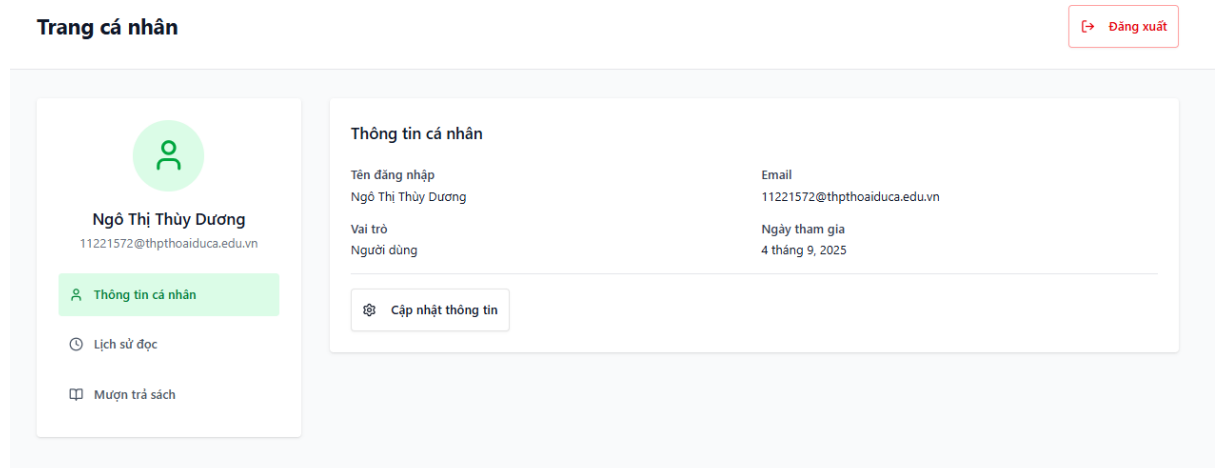 Trang cá nhân
Đăng xuất
Ngô Thị Thùy Dương
11221572@thpthoaiduca.edu.vn
Thông tin cá nhân
Lịch sử đọc
Mượn trả sách
Thông tin cá nhân
Tên đăng nhập
Ngô Thị Thùy Dương
Email
11221572@thpthoaiduca.edu.vn
Vai trò
Người dùng
Ngày tham gia
4 tháng 9, 2025
Cập nhật thông tin